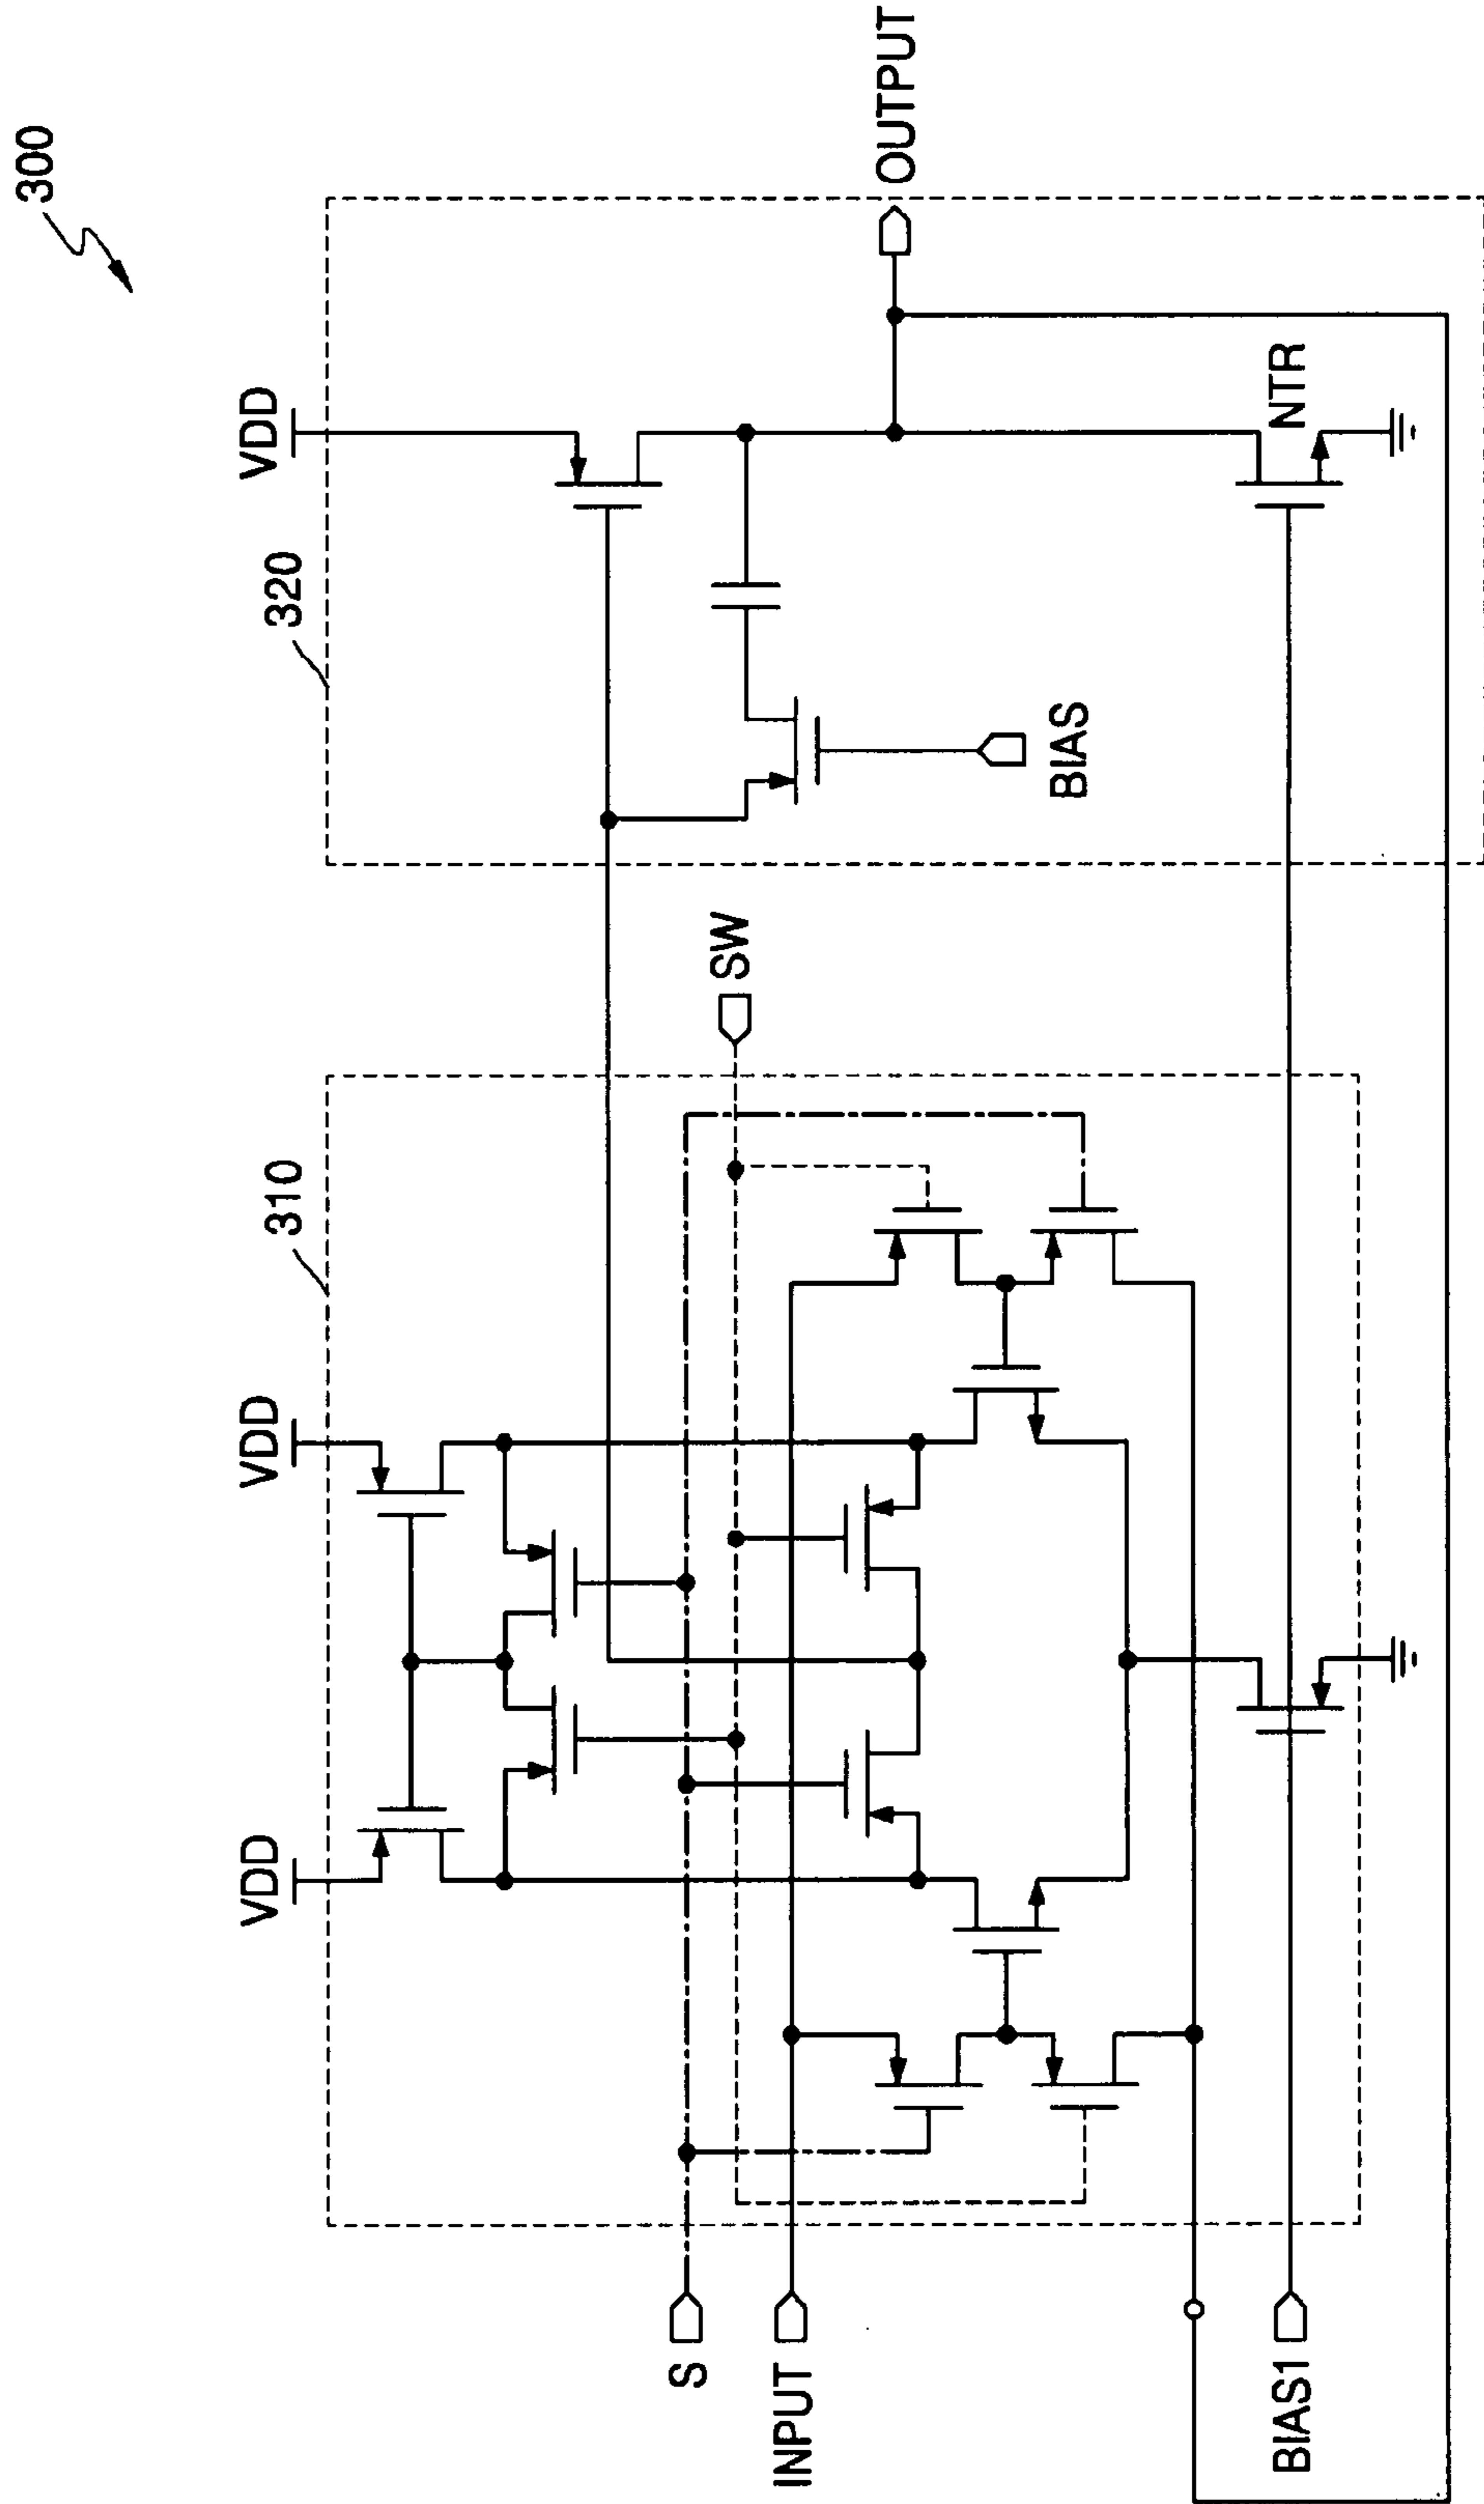 300
310
320
VDD
VDD
VDD
SW
S
INPUT
BIAS
OUTPUT
NTR
BIAS1